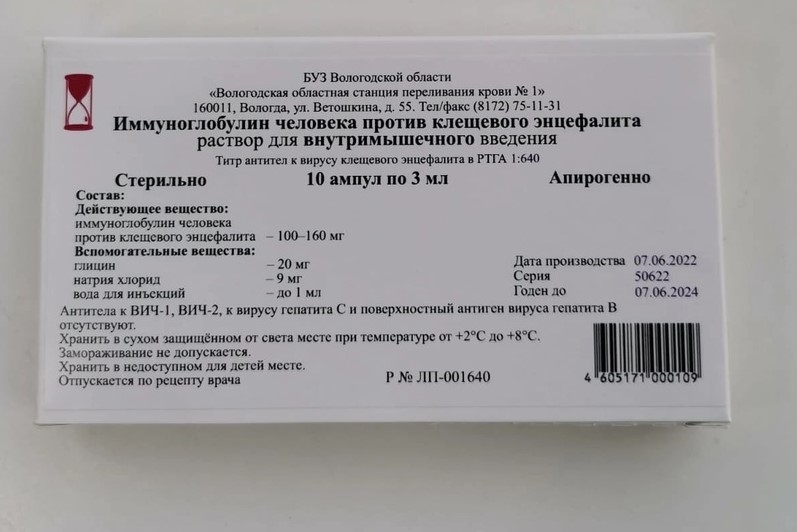 БУЗ Вологодской области
«Вологодская областная станция переливания крови № 1»
160011, Вологда, ул. Ветошкина, д. 55. Тел/факс (8172) 75-11-31
Иммуноглобулин человека против клещевого энцефалита
раствор для внутримышечного введения
Титр антител к вирусу клещевого энцефалита в РТГА 1:640
Стерильно 10 ампул по 3 мл Апирогенно
Состав:
Действующее вещество:
иммуноглобулин человека
против клещевого энцефалита – 100–160 мг
Вспомогательные вещества:
глицин – 20 мг
натрия хлорид – 9 мг
вода для инъекций – до 1 мл
Дата производства 07.06.2022
Серия 50622
Годен до 07.06.2024
Антитела к ВИЧ-1, ВИЧ-2, к вирусу гепатита С и поверхностный антиген вируса гепатита В
отсутствуют.
Хранить в сухом защищённом от света месте при температуре от +2°С до +8°С.
Замораживание не допускается.
Хранить в недоступном для детей месте.
Отпускается по рецепту врача
Р № ЛП-001640
4 605171 000109